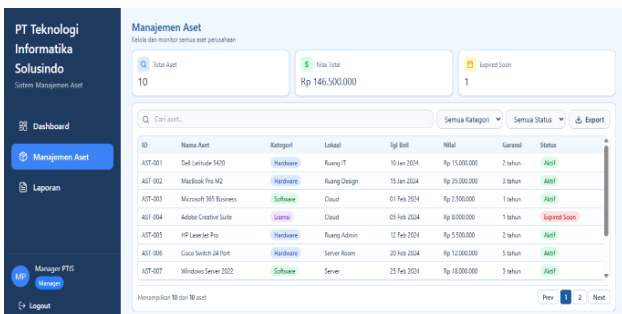 PT Teknologi
Informatika
Solusindo
Sistem Manajemen Aset
Dashboard
Manajemen Aset
Laporan
MP
Manager PTIS
Manager
Logout
Manajemen Aset
Kelola dan monitor semua aset perusahaan
Total Aset
10
$ Nilai Total
Rp 146.500.000
Expired Soon
1
Cari aset...
Semua Kategori
Semua Status
Export
ID Nama Aset Kategori Lokasi Tgl Beli Nilai Garansi Status
AST-001 Dell Latitude 5420 Hardware Ruang IT 10 Jan 2024 Rp 15.000.000 2 tahun Aktif
AST-002 MacBook Pro M2 Hardware Ruang Design 15 Jan 2024 Rp 35.000.000 3 tahun Aktif
AST-003 Microsoft 365 Business Software Cloud 01 Feb 2024 Rp 2.500.000 1 tahun Aktif
AST-004 Adobe Creative Suite Lisensi Cloud 05 Feb 2024 Rp 8.000.000 1 tahun Expired Soon
AST-005 HP LaserJet Pro Hardware Ruang Admin 12 Feb 2024 Rp 5.500.000 2 tahun Aktif
AST-006 Cisco Switch 24 Port Hardware Server Room 20 Feb 2024 Rp 12.000.000 5 tahun Aktif
AST-007 Windows Server 2022 Software Server 25 Feb 2024 Rp 18.000.000 3 tahun Aktif
Menampilkan 10 dari 10 aset
Prev 1 2 Next